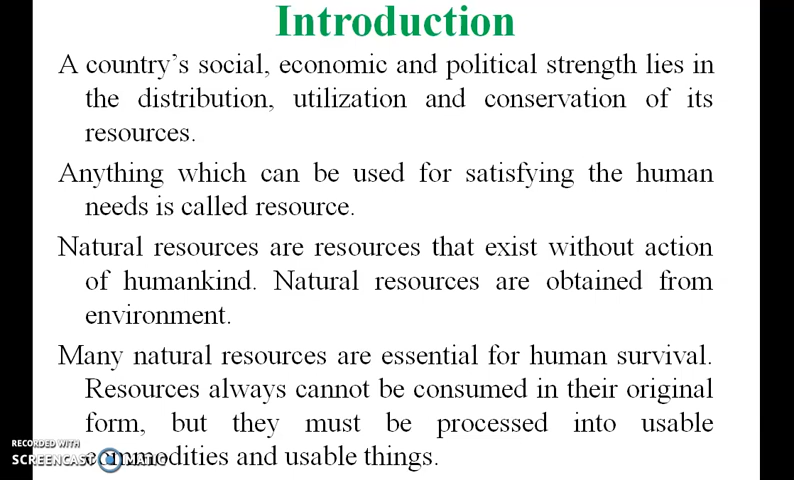 Introduction
A country's social, economic and political strength lies in
the distribution, utilization and conservation of its
resources.
Anything which can be used for satisfying the human
needs is called resource.
Natural resources are resources that exist without action
of humankind. Natural resources are obtained from
environment.
Many natural resources are essential for human survival.
Resources always cannot be consumed in their original
form, but they must be processed into usable
commodities and usable things.
RECORDED WITH
SCREENCAST MATIC